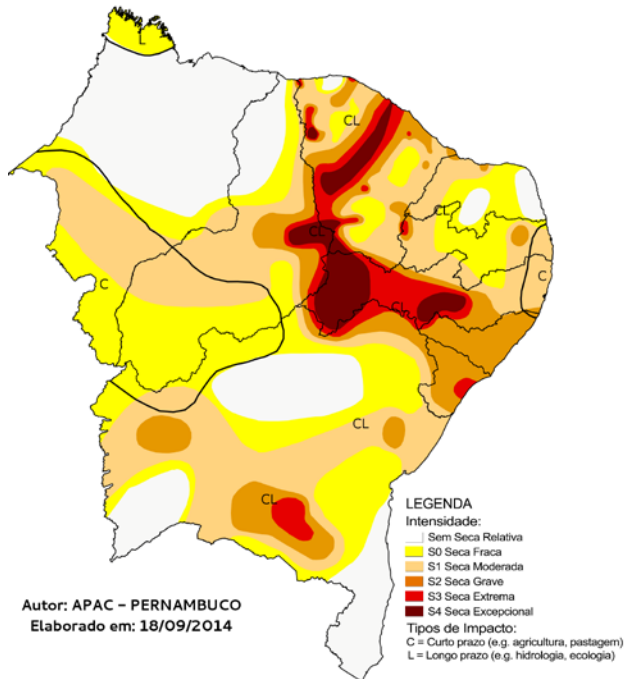 L
CL
CL
CL
C
C
CL
CL
CL
LEGENDA
Intensidade:
Sem Seca Relativa
S0 Seca Fraca
S1 Seca Moderada
S2 Seca Grave
S3 Seca Extrema
S4 Seca Excepcional
Tipos de Impacto:
C = Curto prazo (e.g. agricultura, pastagem)
L = Longo prazo (e.g. hidrologia, ecologia)
Autor: APAC – PERNAMBUCO
Elaborado em: 18/09/2014